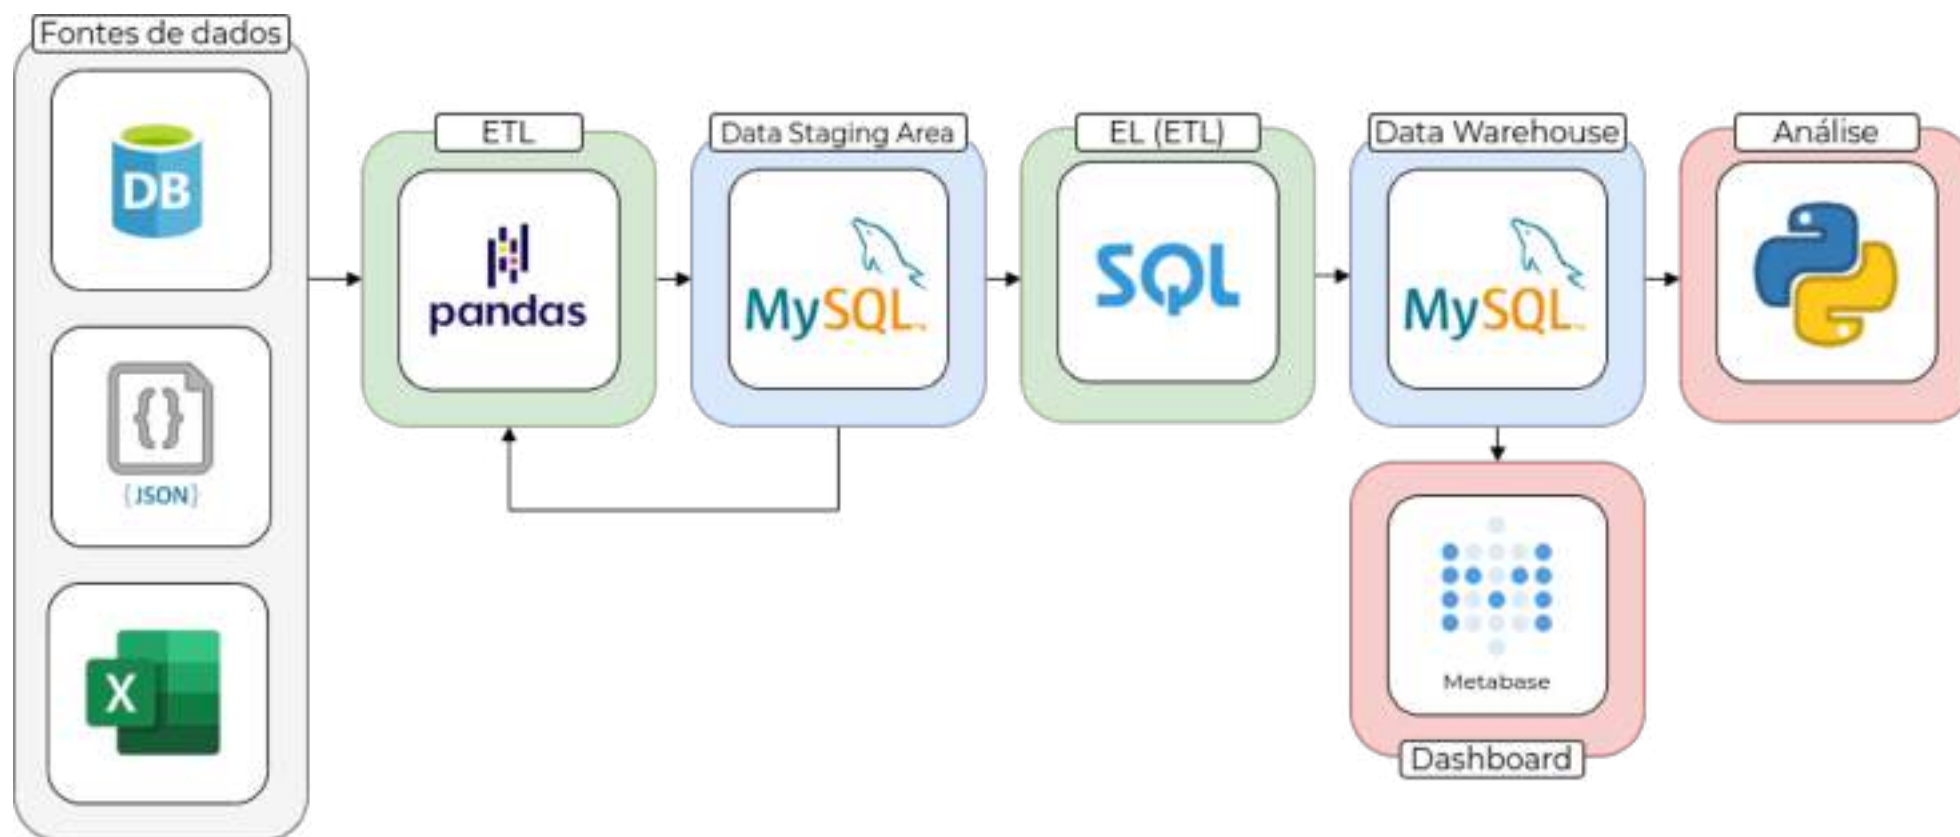 Fontes de dados
DB
{JSON}
X
ETL
pandas
Data Staging Area
MySQL
EL (ETL)
SQL
Data Warehouse
MySQL
Análise
Metabase
Dashboard